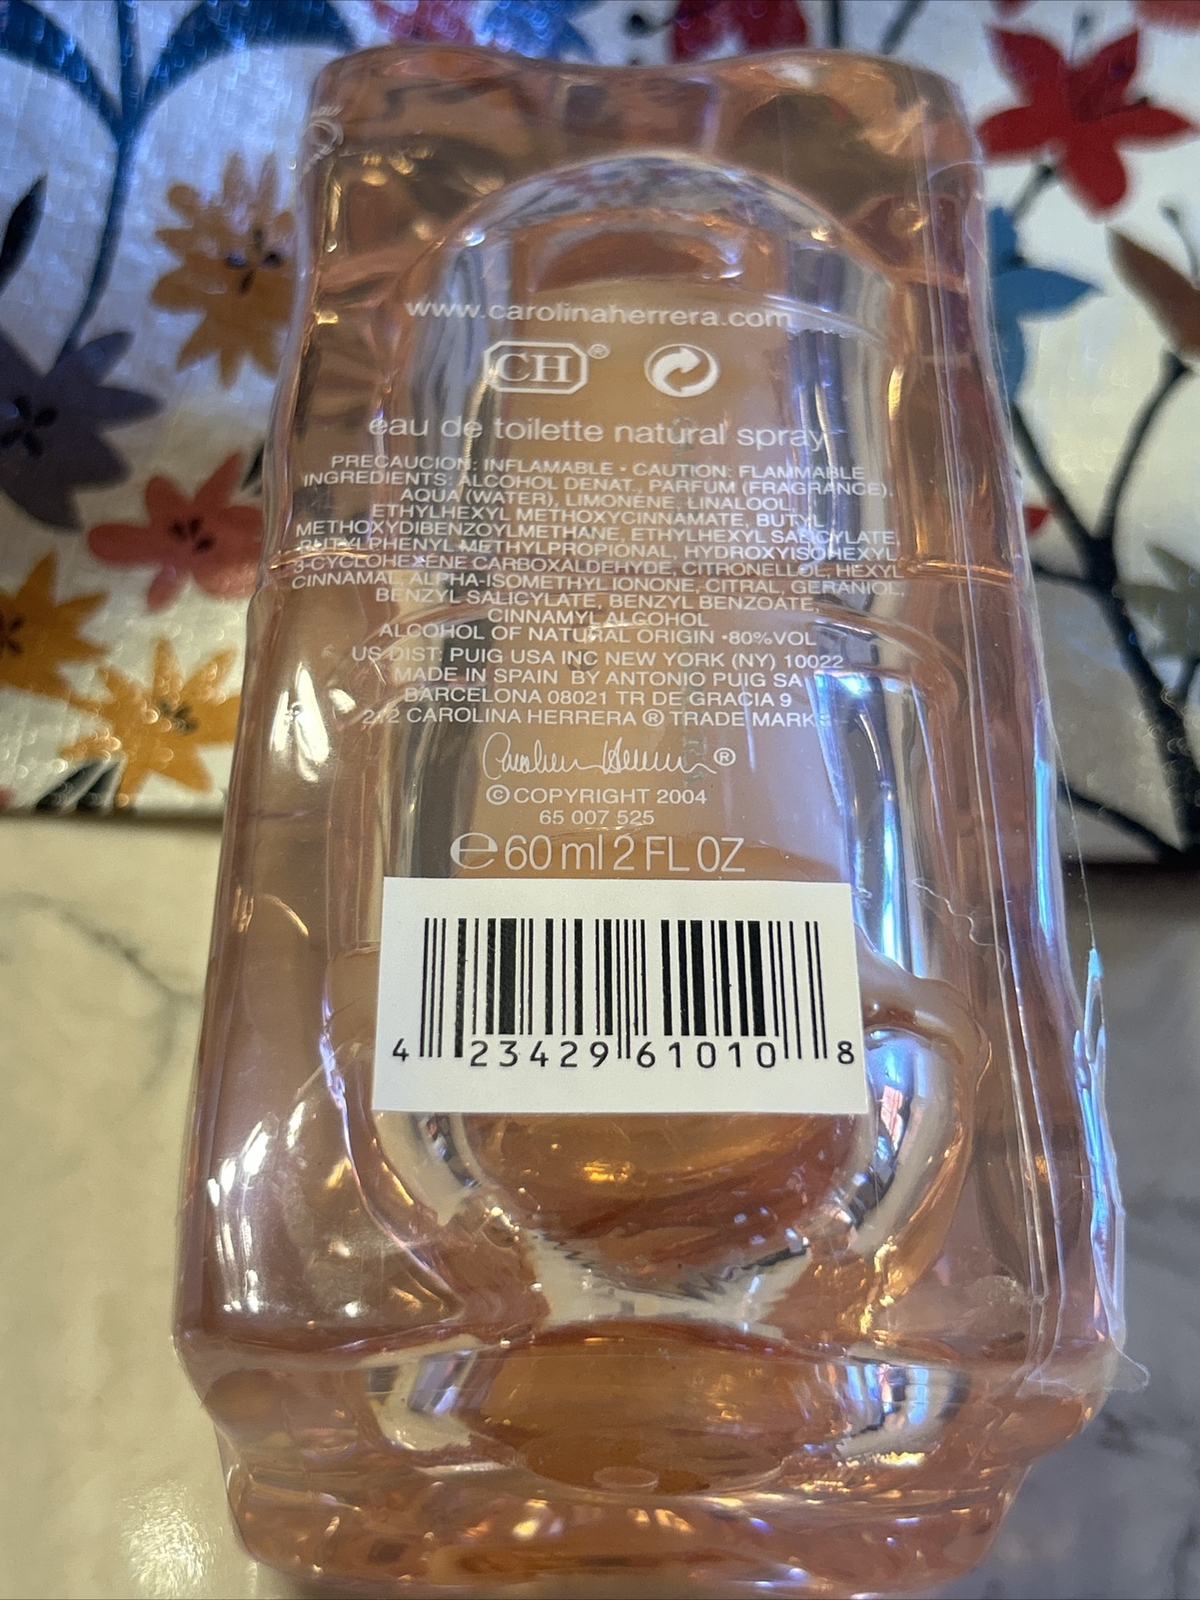 www.carolinaherrera.com
CH®
eau de toilette natural spray
PRECAUCION: INFLAMABLE • CAUTION: FLAMMABLE
INGREDIENTS: ALCOHOL DENAT., PARFUM (FRAGRANCE),
AQUA (WATER), LIMONENE, LINALOOL,
ETHYLHEXYL METHOXYCINNAMATE, BUTYL
METHOXYDIBENZOYLMETHANE, ETHYLHEXYL SALICYLATE,
BUTYLPHENYL METHYLPROPIONAL, HYDROXYISOHEXYL
3-CYCLOHEXENE CARBOXALDEHYDE, CITRONELLOL, HEXYL
CINNAMAL, ALPHA-ISOMETHYL IONONE, CITRAL, GERANIOL,
BENZYL SALICYLATE, BENZYL BENZOATE,
CINNAMYL ALCOHOL
ALCOHOL OF NATURAL ORIGIN •80%VOL
US DIST: PUIG USA INC NEW YORK (NY) 10022
MADE IN SPAIN BY ANTONIO PUIG SA
BARCELONA 08021 TR DE GRACIA 9
212 CAROLINA HERRERA ® TRADE MARKS
Carolina Herrera ®
© COPYRIGHT 2004
65 007 525
℮ 60 ml 2 FL OZ
4 23429 61010 8